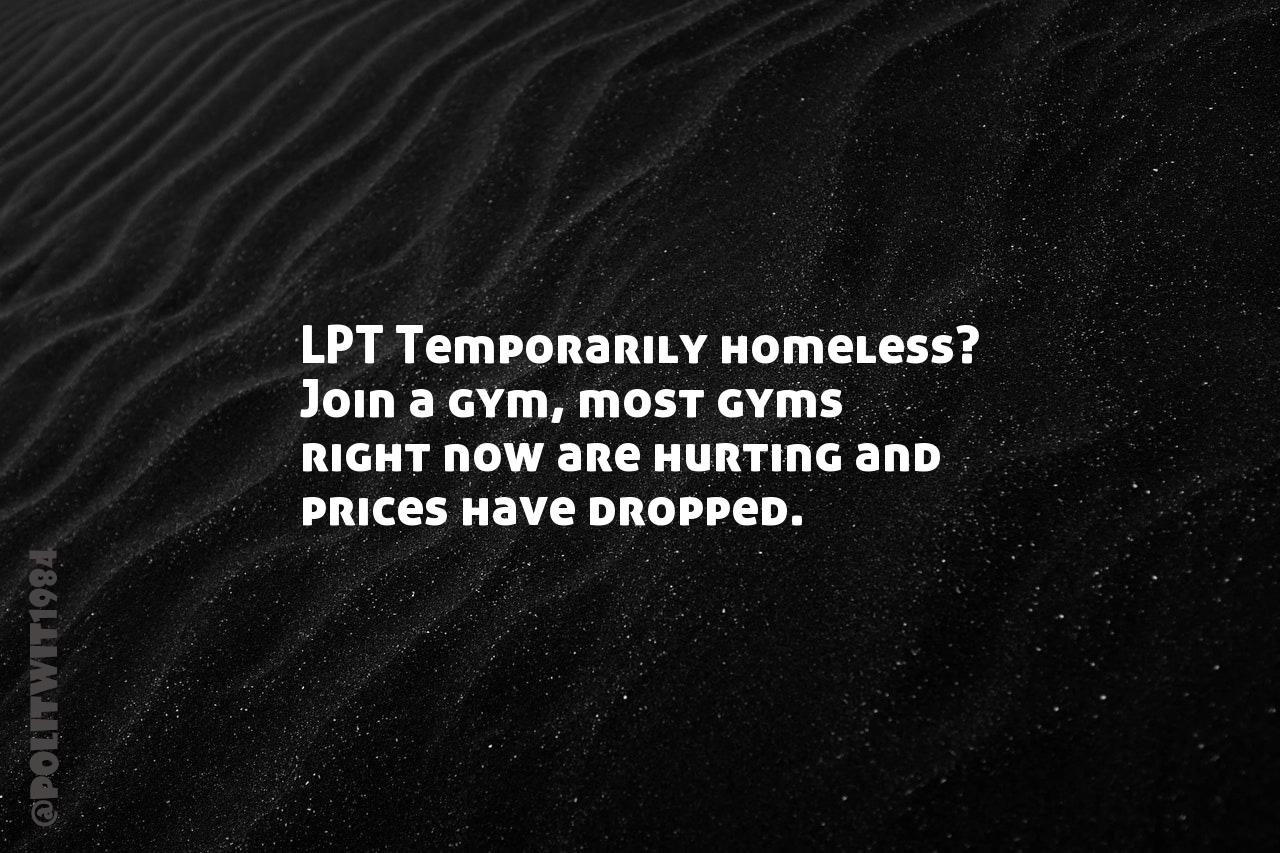 LPT Temporarily homeless?
Join a gym, most gyms
right now are hurting and
prices have dropped.
@politwit1984